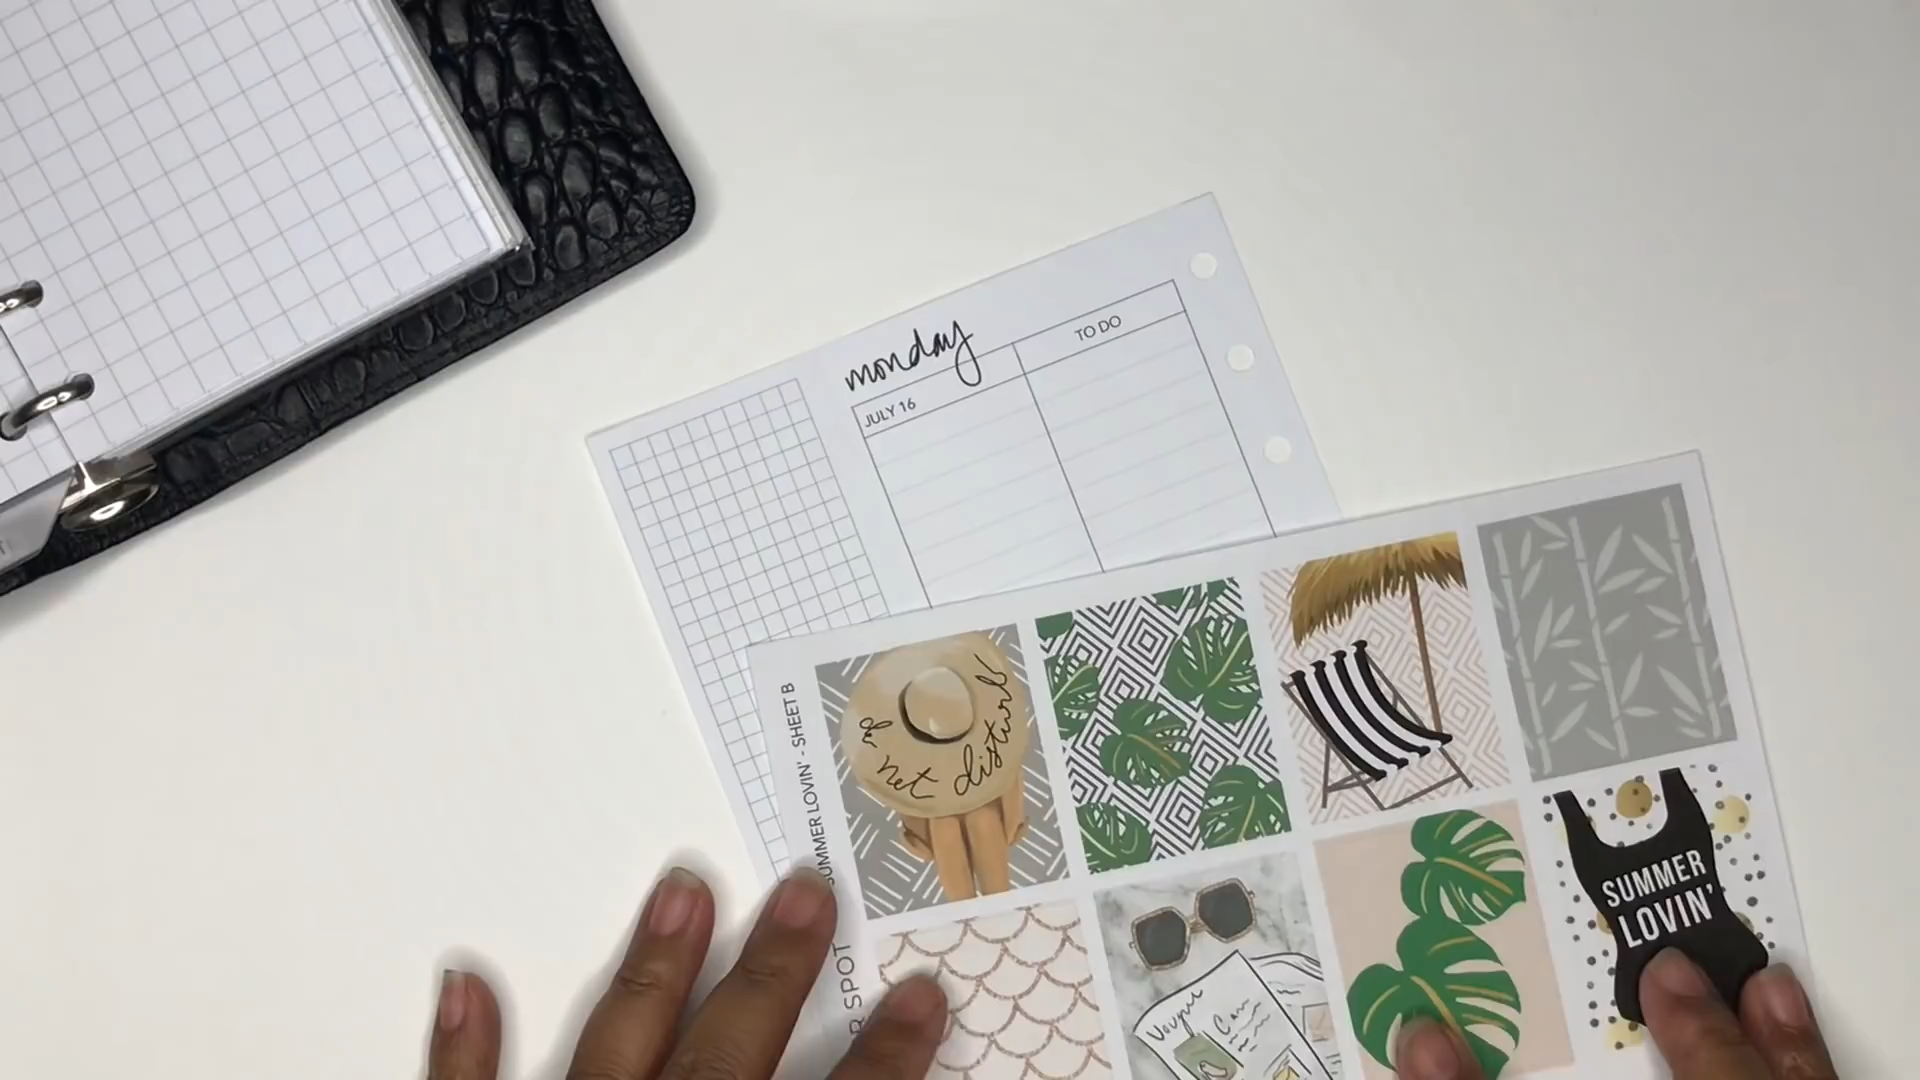 monday
TO DO
JULY 16
do
not disturb
SUMMER LOVIN' - SHEET B
R SPOT
SUMMER
LOVIN'